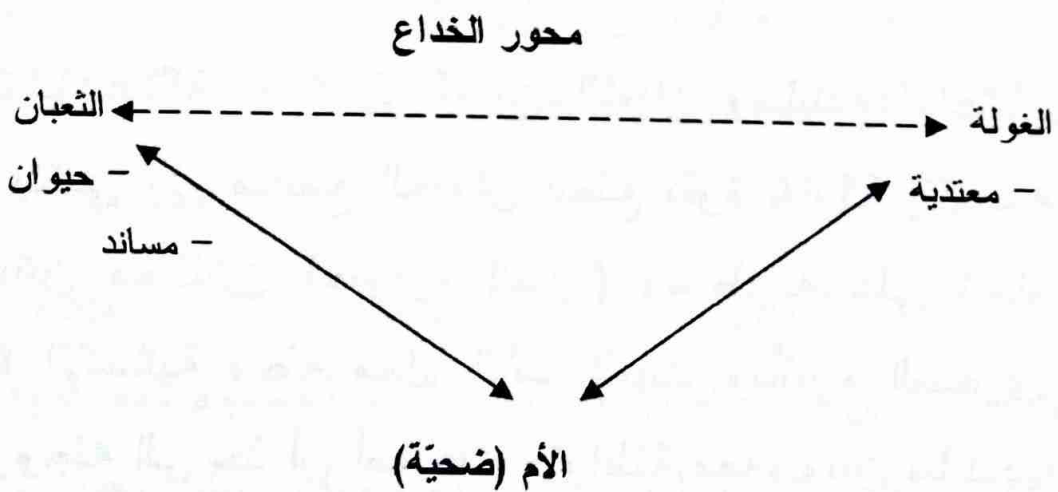 محور الخداع
الغولة
الثعبان
- معتدية
- حيوان
- مساند
الأم (ضحيّة)